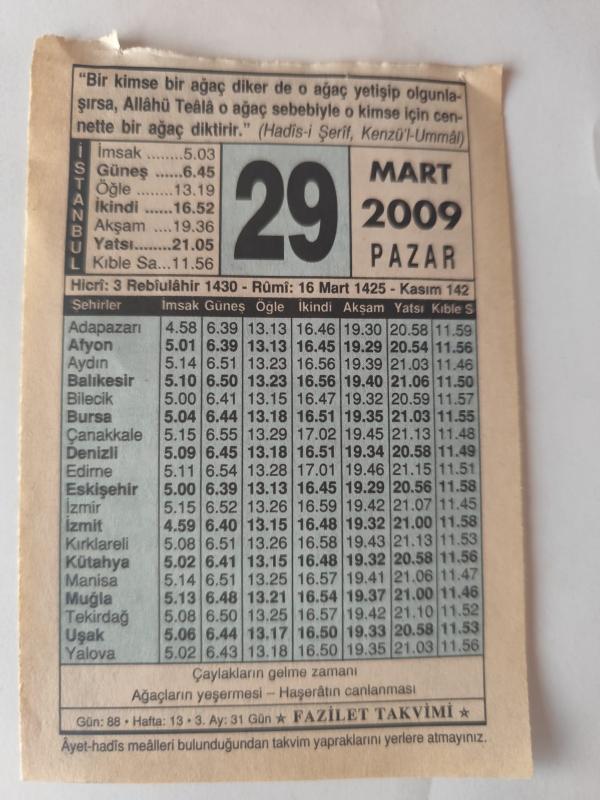 “Bir kimse bir ağaç diker de o ağaç yetişip olgunla-
şırsa, Allâhü Teâlâ o ağaç sebebiyle o kimse için cen-
nette bir ağaç diktirir.” (Hadîs-i Şerîf, Kenzü'l-Ummâl)
İSTANBUL
İmsak ........5.03
Güneş ......6.45
Öğle .........13.19
İkindi ......16.52
Akşam ....19.36
Yatsı........21.05
Kıble Sa...11.56
29
MART
2009
PAZAR
Hicrî: 3 Rebîulâhir 1430 - Rûmî: 16 Mart 1425 - Kasım 142
Şehirler İmsak Güneş Öğle İkindi Akşam Yatsı Kıble S
Adapazarı 4.58 6.39 13.13 16.46 19.30 20.58 11.59
Afyon 5.01 6.39 13.13 16.45 19.29 20.54 11.56
Aydın 5.14 6.51 13.23 16.56 19.39 21.03 11.46
Balıkesir 5.10 6.50 13.23 16.56 19.40 21.06 11.50
Bilecik 5.00 6.41 13.15 16.47 19.32 20.59 11.57
Bursa 5.04 6.44 13.18 16.51 19.35 21.03 11.55
Çanakkale 5.15 6.55 13.29 17.02 19.45 21.13 11.48
Denizli 5.09 6.45 13.18 16.51 19.34 20.58 11.49
Edirne 5.11 6.54 13.28 17.01 19.46 21.15 11.51
Eskişehir 5.00 6.39 13.13 16.45 19.29 20.56 11.58
İzmir 5.15 6.52 13.26 16.59 19.42 21.07 11.45
İzmit 4.59 6.40 13.15 16.48 19.32 21.00 11.58
Kırklareli 5.08 6.51 13.26 16.58 19.43 21.13 11.53
Kütahya 5.02 6.41 13.15 16.48 19.32 20.58 11.56
Manisa 5.14 6.51 13.25 16.57 19.41 21.06 11.47
Muğla 5.13 6.48 13.21 16.54 19.37 21.00 11.46
Tekirdağ 5.08 6.50 13.25 16.57 19.42 21.10 11.52
Uşak 5.06 6.44 13.17 16.50 19.33 20.58 11.53
Yalova 5.02 6.43 13.18 16.50 19.35 21.03 11.56
Çaylakların gelme zamanı
Ağaçların yeşermesi – Haşerâtın canlanması
Gün: 88 • Hafta: 13 • 3. Ay: 31 Gün ★ FAZİLET TAKVİMİ ★
Âyet-hadîs meâlleri bulunduğundan takvim yapraklarını yerlere atmayınız.